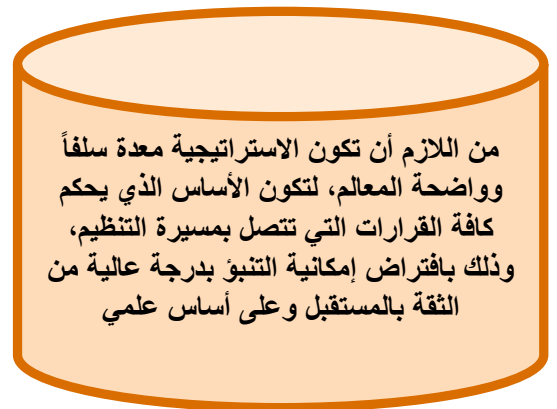 من اللازم أن تكون الاستراتيجية معدة سلفاً
وواضحة المعالم، لتكون الأساس الذي يحكم
كافة القرارات التي تتصل بمسيرة التنظيم،
وذلك بافتراض إمكانية التنبؤ بدرجة عالية من
الثقة بالمستقبل وعلى أساس علمي